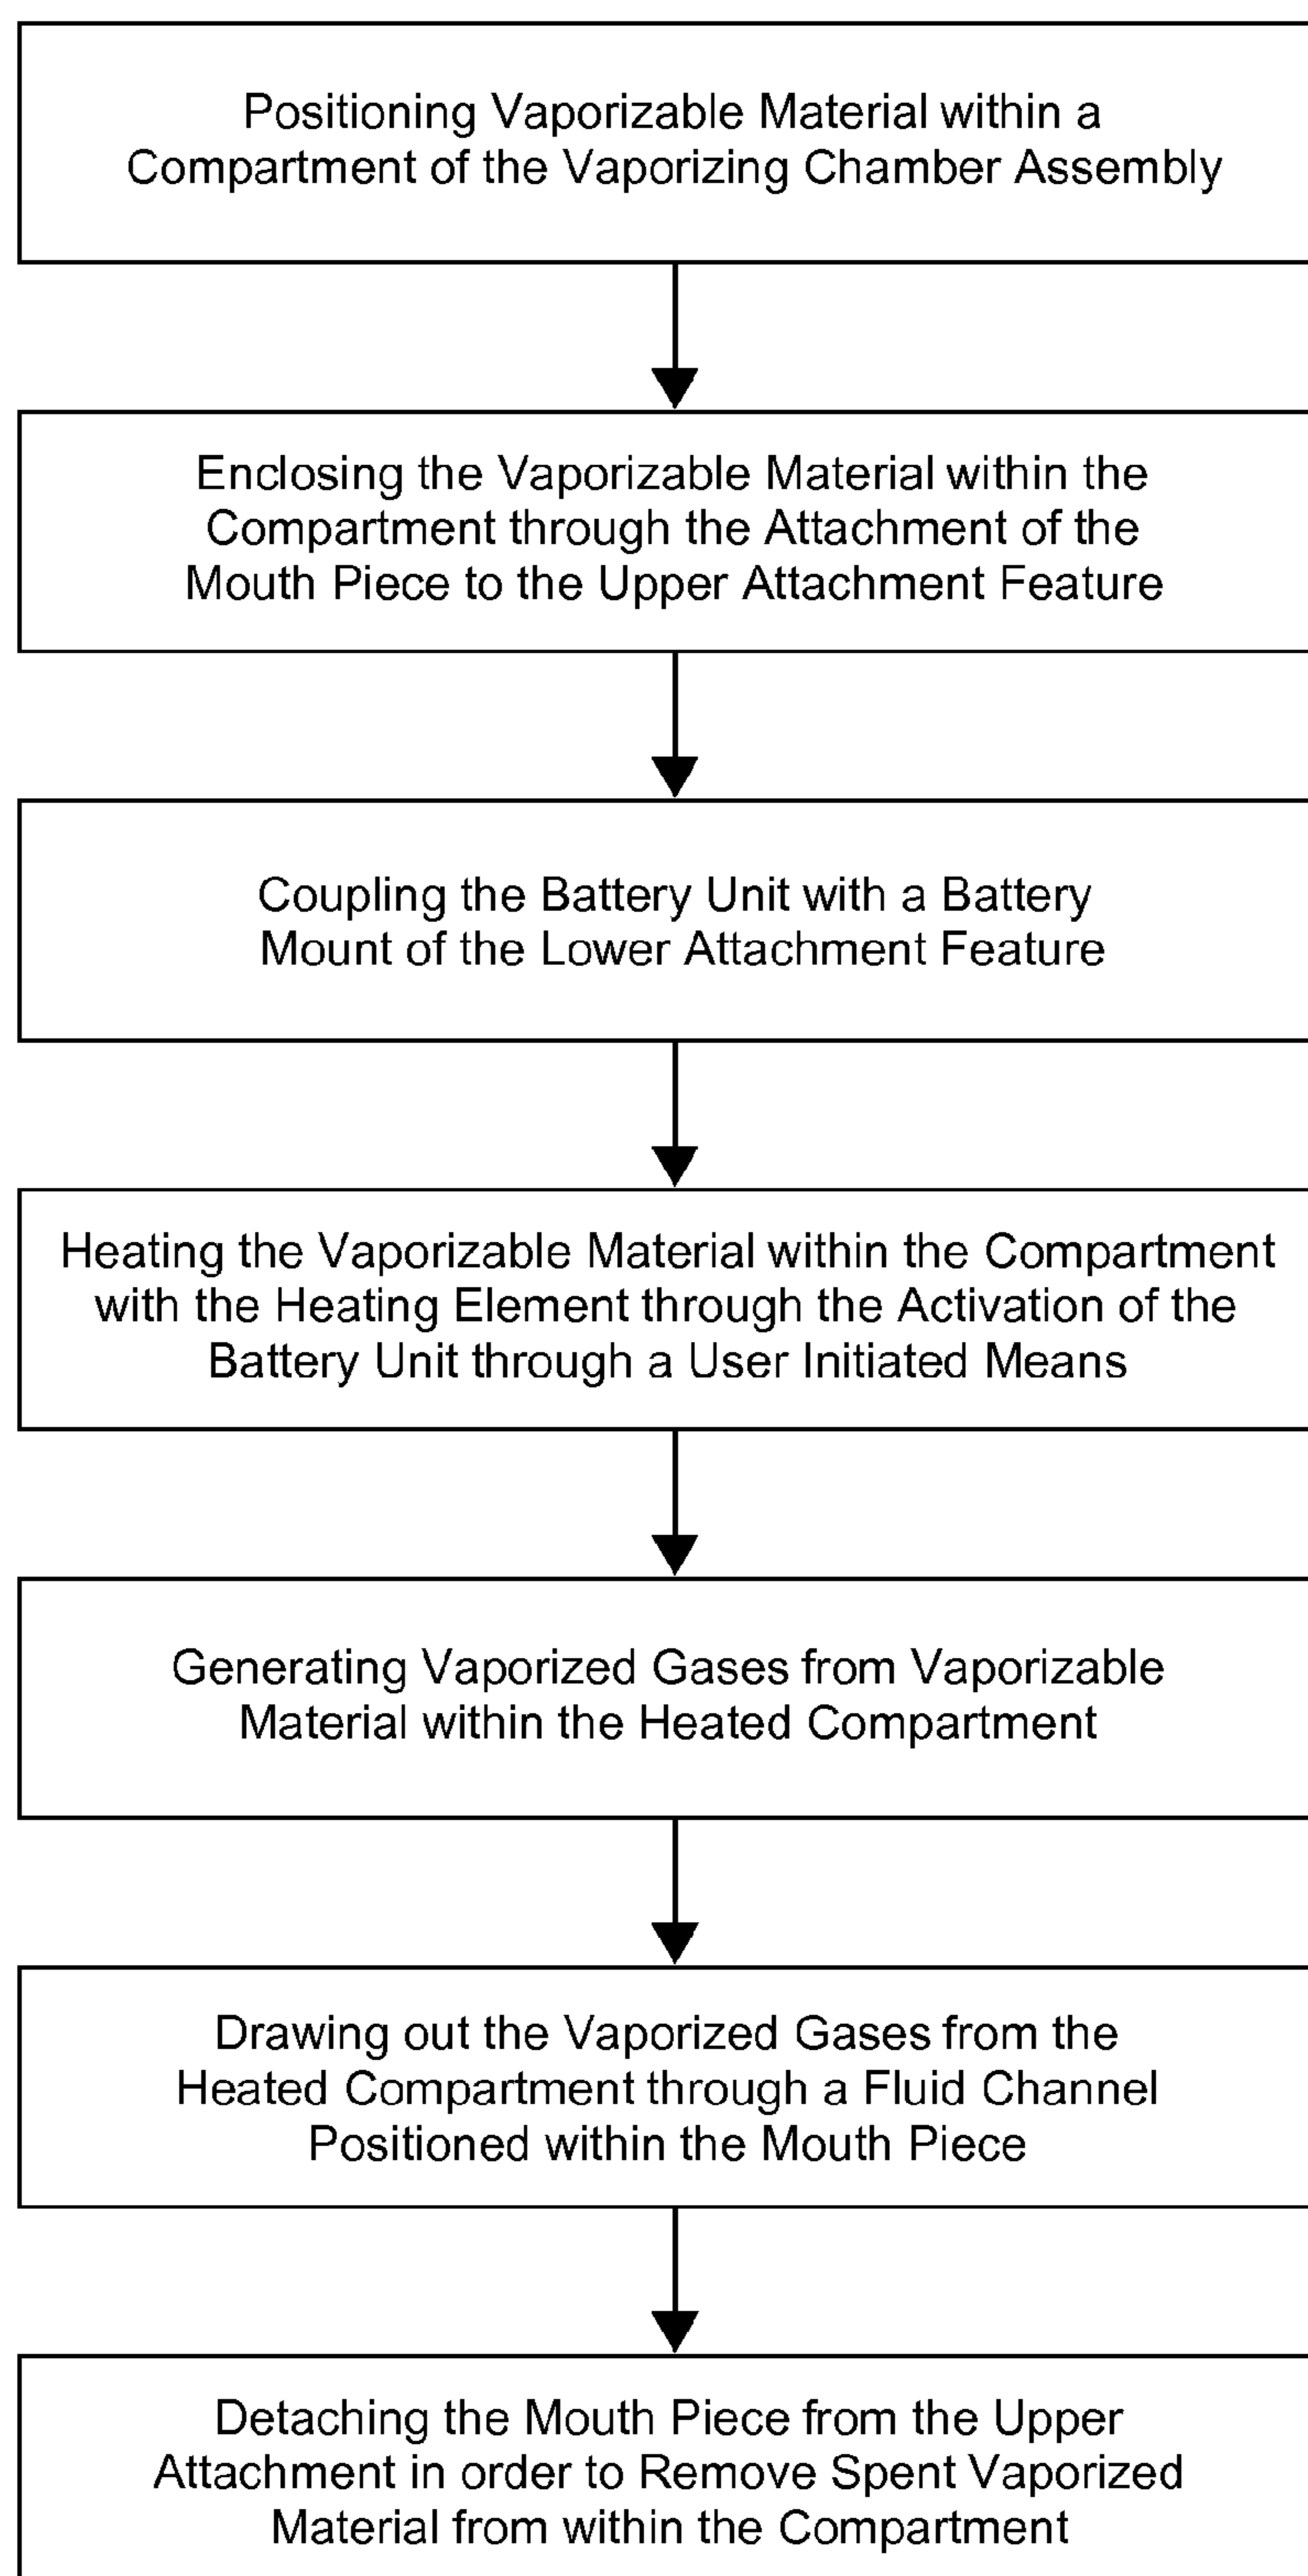 Positioning Vaporizable Material within a
Compartment of the Vaporizing Chamber Assembly
Enclosing the Vaporizable Material within the
Compartment through the Attachment of the
Mouth Piece to the Upper Attachment Feature
Coupling the Battery Unit with a Battery
Mount of the Lower Attachment Feature
Heating the Vaporizable Material within the Compartment
with the Heating Element through the Activation of the
Battery Unit through a User Initiated Means
Generating Vaporized Gases from Vaporizable
Material within the Heated Compartment
Drawing out the Vaporized Gases from the
Heated Compartment through a Fluid Channel
Positioned within the Mouth Piece
Detaching the Mouth Piece from the Upper
Attachment in order to Remove Spent Vaporized
Material from within the Compartment